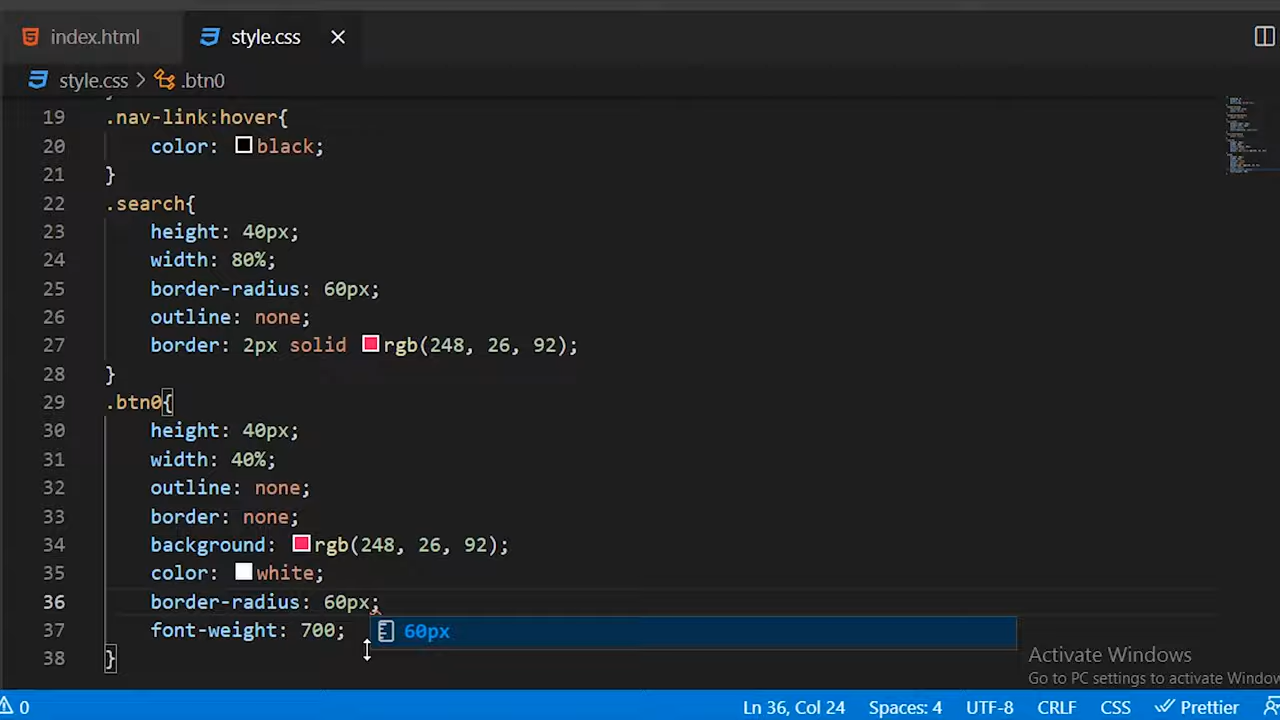 index.html style.css
style.css .btn0
19 .nav-link:hover{
20 color: black;
21 }
22 .search{
23 height: 40px;
24 width: 80%;
25 border-radius: 60px;
26 outline: none;
27 border: 2px solid rgb(248, 26, 92);
28 }
29 .btn0{
30 height: 40px;
31 width: 40%;
32 outline: none;
33 border: none;
34 background: rgb(248, 26, 92);
35 color: white;
36 border-radius: 60px;
37 font-weight: 700; 60px
38 }
Activate Windows
Go to PC settings to activate Window
0 Ln 36, Col 24 Spaces: 4 UTF-8 CRLF CSS Prettier